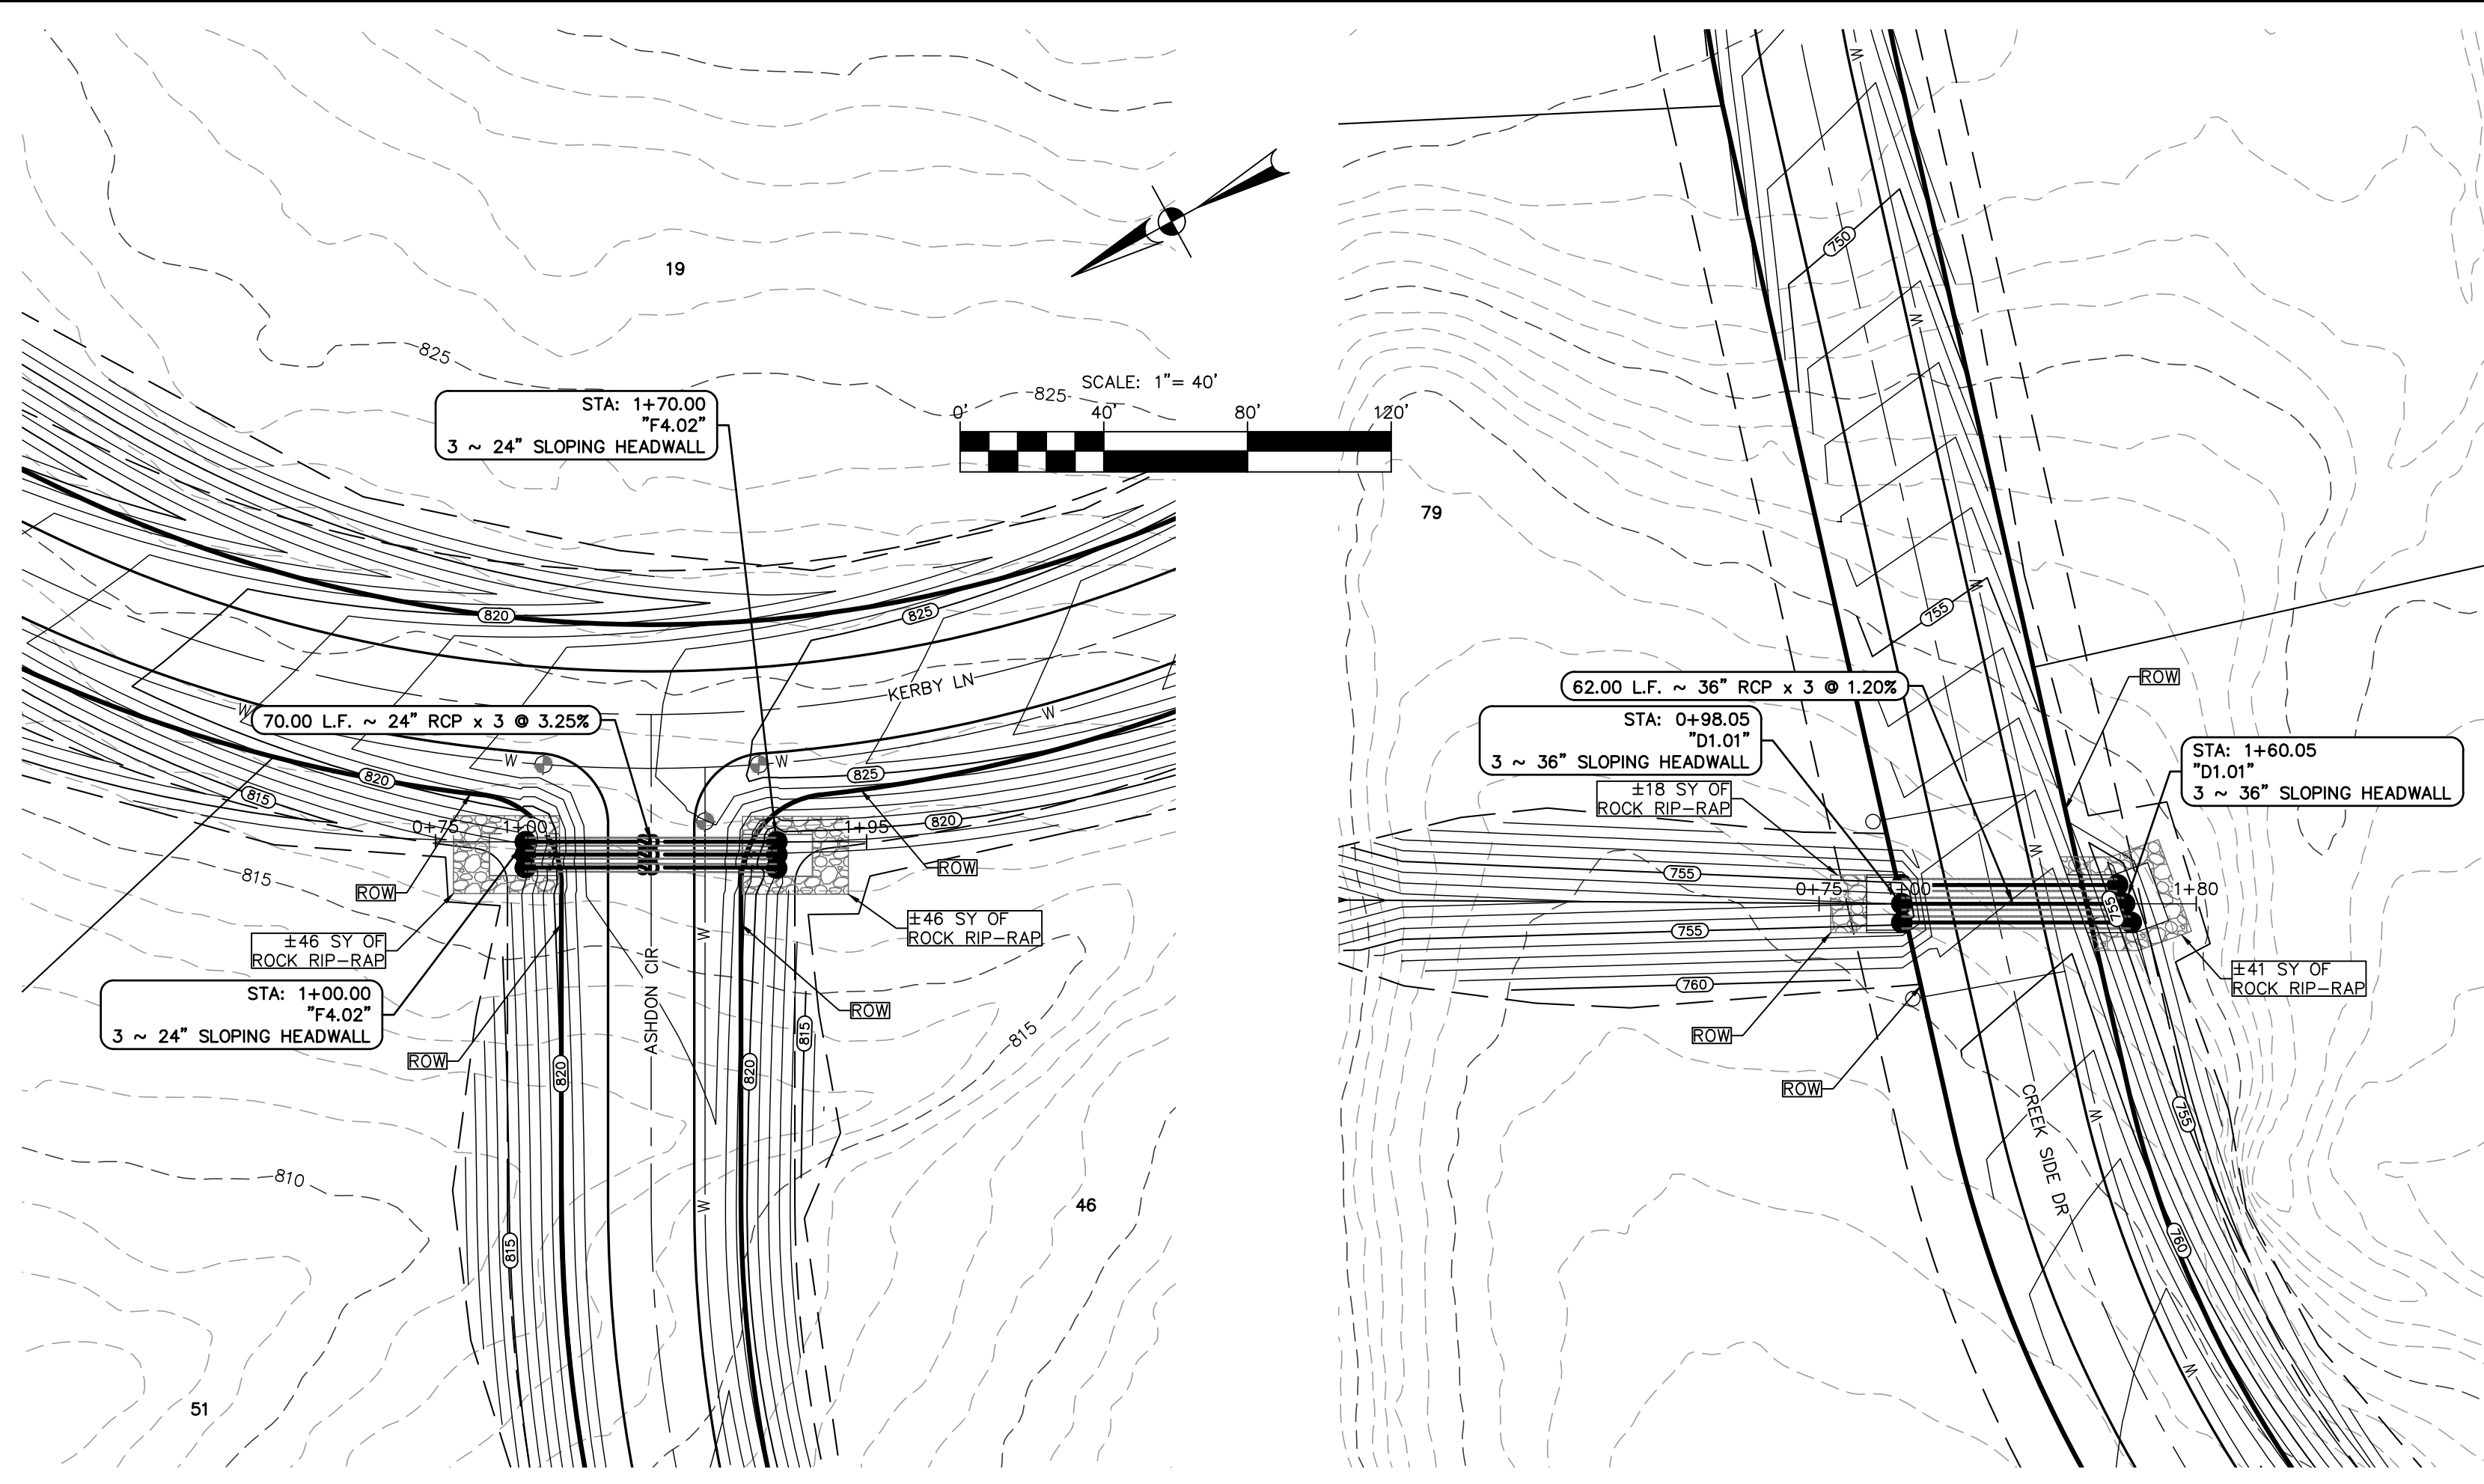 19
825
STA: 1+70.00
"F4.02"
3 ~ 24" SLOPING HEADWALL
820
825
KERBY LN
W
W
W
70.00 L.F. ~ 24" RCP x 3 @ 3.25%
820
815
825
820
0+75
1+00
1+95
815
ROW
ROW
±46 SY OF
ROCK RIP-RAP
±46 SY OF
ROCK RIP-RAP
STA: 1+00.00
"F4.02"
3 ~ 24" SLOPING HEADWALL
ROW
ROW
ASHDON CIR
W
W
820
820
815
815
815
810
46
51
SCALE: 1"= 40'
825
0'
40'
80'
120'
79
W
750
W
W
755
62.00 L.F. ~ 36" RCP x 3 @ 1.20%
ROW
STA: 0+98.05
"D1.01"
3 ~ 36" SLOPING HEADWALL
STA: 1+60.05
"D1.01"
3 ~ 36" SLOPING HEADWALL
±18 SY OF
ROCK RIP-RAP
W
755
0+75
1+00
1+80
755
755
760
±41 SY OF
ROCK RIP-RAP
ROW
ROW
CREEK SIDE DR
W
755
760
W